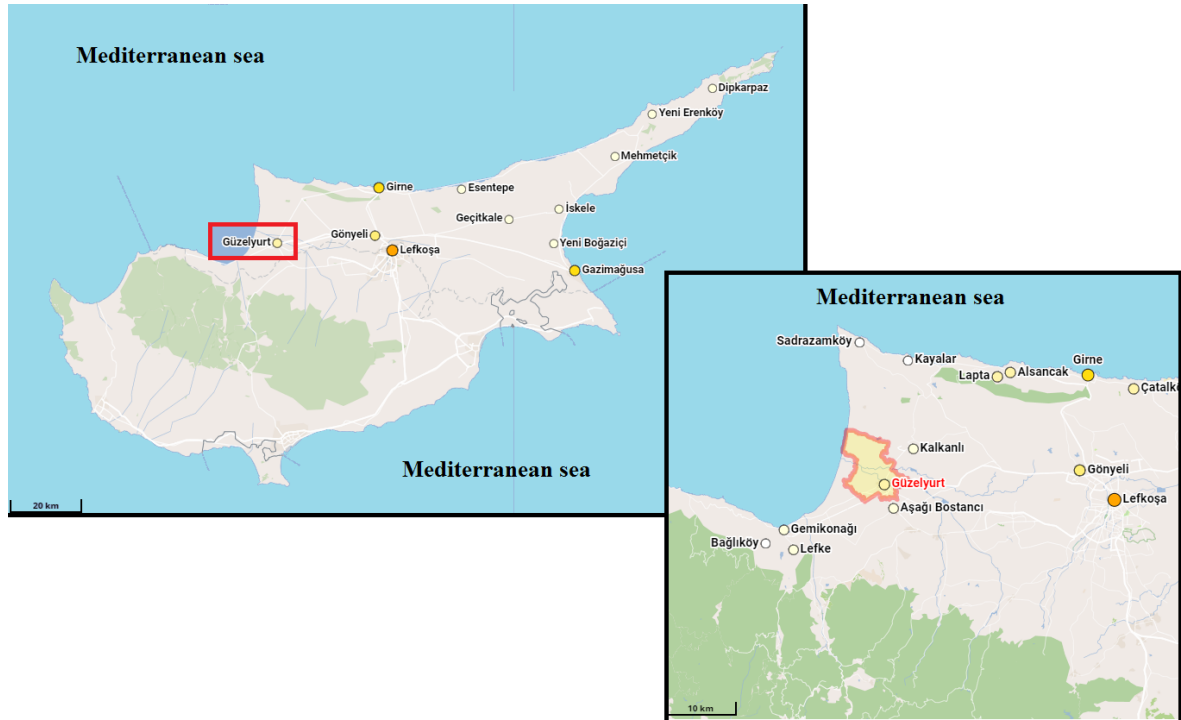 Mediterranean sea
Dipkarpaz
Yeni Erenköy
Mehmetçik
Girne
Esentepe
İskele
Geçitkale
Güzelyurt
Gönyeli
Lefkoşa
Yeni Boğaziçi
Gazimağusa
Mediterranean sea
20 km
Mediterranean sea
Sadrazamköy
Kayalar
Girne
Lapta
Alsancak
Çatalkö
Kalkanlı
Gönyeli
Güzelyurt
Lefkoşa
Aşağı Bostancı
Gemikonağı
Bağlıköy
Lefke
10 km